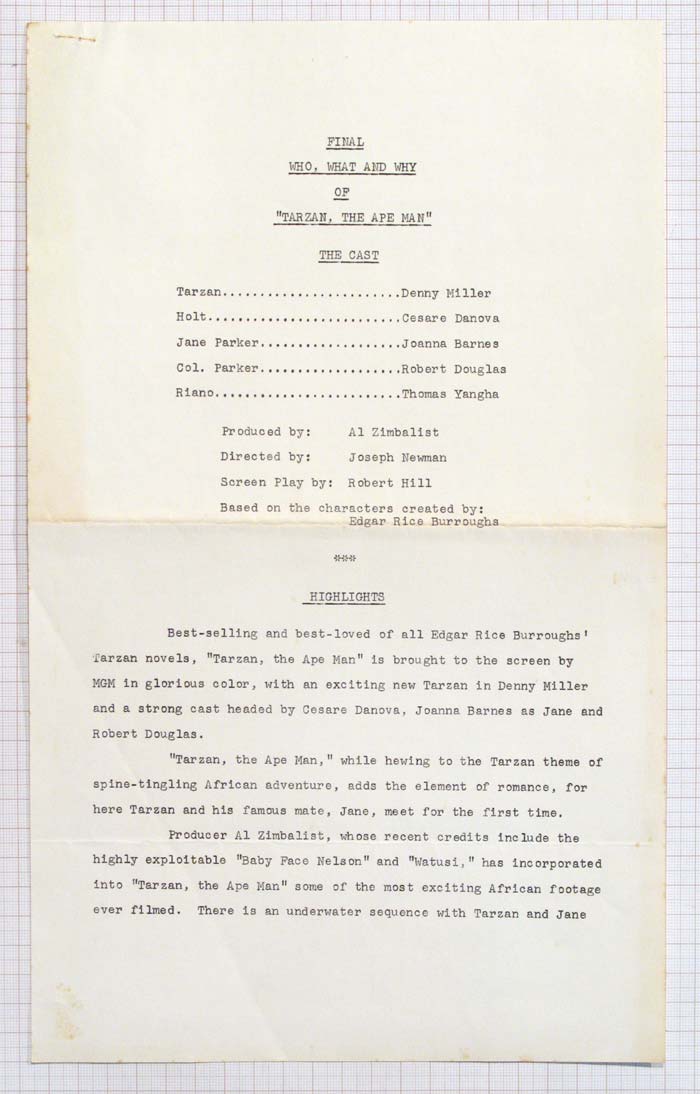 FINAL
WHO, WHAT AND WHY
OF
"TARZAN, THE APE MAN"
THE CAST
Tarzan........................Denny Miller
Holt..........................Cesare Danova
Jane Parker...................Joanna Barnes
Col. Parker...................Robert Douglas
Riano.........................Thomas Yangha
Produced by: Al Zimbalist
Directed by: Joseph Newman
Screen Play by: Robert Hill
Based on the characters created by:
Edgar Rice Burroughs
***
HIGHLIGHTS
Best-selling and best-loved of all Edgar Rice Burroughs'
Tarzan novels, "Tarzan, the Ape Man" is brought to the screen by
MGM in glorious color, with an exciting new Tarzan in Denny Miller
and a strong cast headed by Cesare Danova, Joanna Barnes as Jane and
Robert Douglas.
"Tarzan, the Ape Man," while hewing to the Tarzan theme of
spine-tingling African adventure, adds the element of romance, for
here Tarzan and his famous mate, Jane, meet for the first time.
Producer Al Zimbalist, whose recent credits include the
highly exploitable "Baby Face Nelson" and "Watusi," has incorporated
into "Tarzan, the Ape Man" some of the most exciting African footage
ever filmed. There is an underwater sequence with Tarzan and Jane